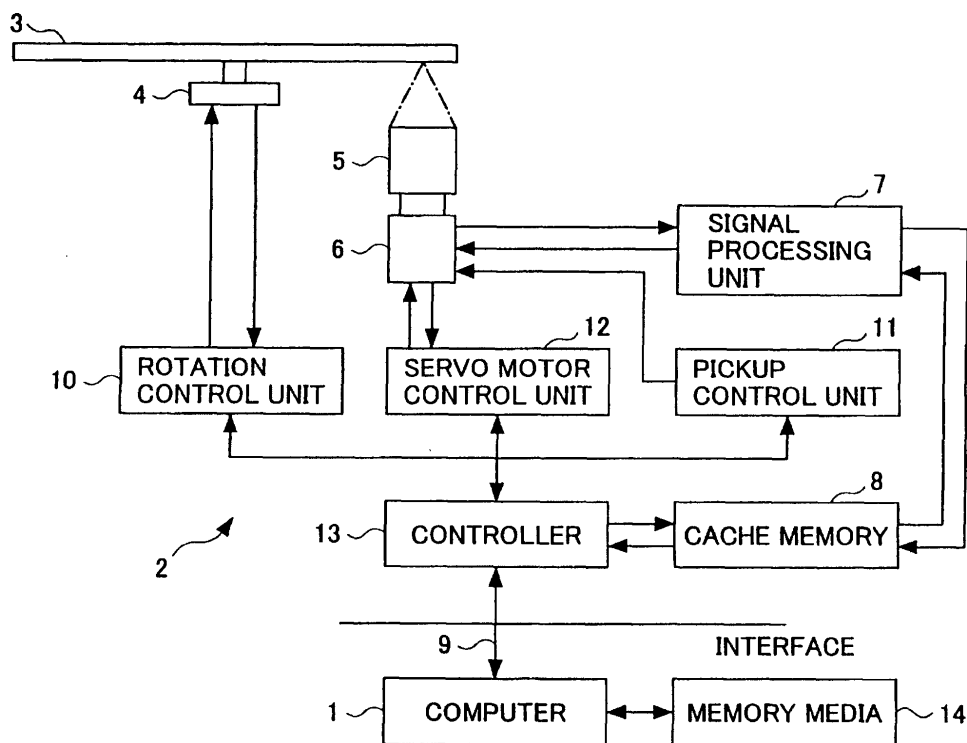 3
4
5
7
SIGNAL
PROCESSING
UNIT
6
12
11
10
ROTATION
CONTROL UNIT
SERVO MOTOR
CONTROL UNIT
PICKUP
CONTROL UNIT
8
13
CONTROLLER
CACHE MEMORY
2
9
INTERFACE
1
COMPUTER
MEMORY MEDIA
14